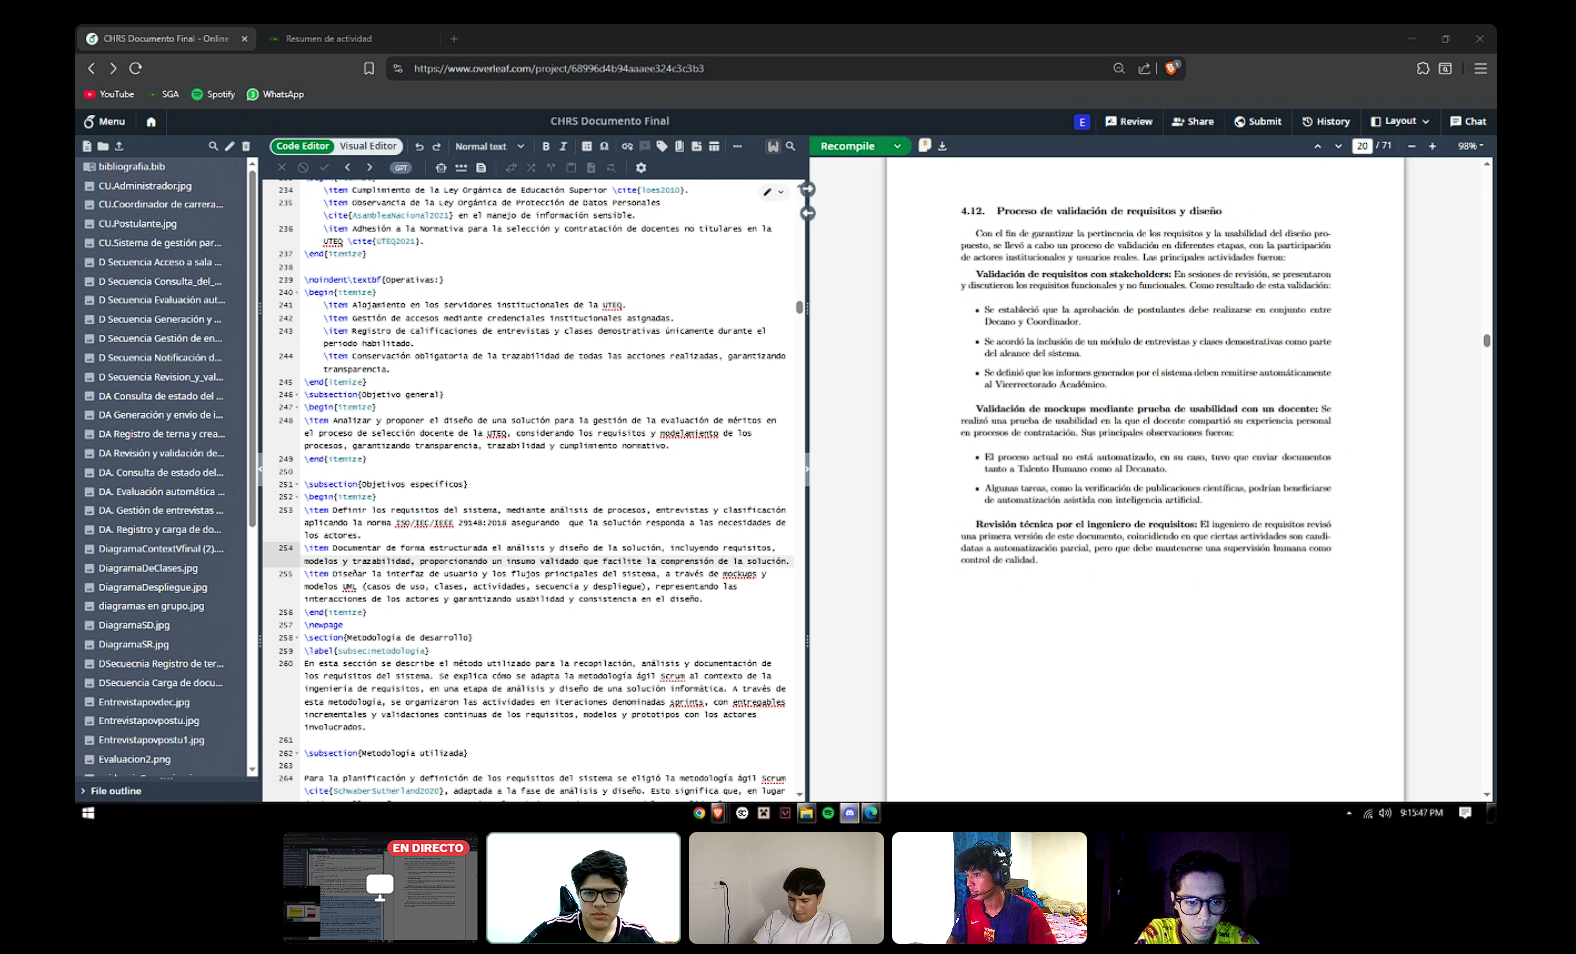 CHRS Documento Final - Online
Resumen de actividad
https://www.overleaf.com/project/68996d4b94aaaee324c3c3b3
YouTube
SGA
Spotify
WhatsApp
Menu
CHRS Documento Final
E
Review
Share
Submit
History
Layout
Chat
Code Editor
Visual Editor
Normal text
Recompile
20 / 71
98%
GPT
bibliografia.bib
CU.Administrador.jpg
CU.Coordinador de carrera...
CU.Postulante.jpg
CU.Sistema de gestión par...
D Secuencia Acceso a sala ...
D Secuencia Consulta_del_...
D Secuencia Evaluación aut...
D Secuencia Generación y ...
D Secuencia Gestión de en...
D Secuencia Notificación d...
D Secuencia Revision_y_val...
DA Consulta de estado del ...
DA Generación y envío de i...
DA Registro de terna y crea...
DA Revisión y validación de...
DA. Consulta de estado del...
DA. Evaluación automática ...
DA. Gestión de entrevistas ...
DA. Registro y carga de do...
DiagramaContextVfinal (2)....
DiagramaDeClases.jpg
DiagramaDespliegue.jpg
diagramas en grupo.jpg
DiagramaSD.jpg
DiagramaSR.jpg
DSecuecnia Registro de ter...
DSecuencia Carga de docu...
Entrevistapovdec.jpg
Entrevistapovpostu.jpg
Entrevistapovpostu1.jpg
Evaluacion2.png
File outline
234 \item Cumplimiento de la Ley Orgánica de Educación Superior \cite{loes2010}.
235 \item Observancia de la Ley Orgánica de Protección de Datos Personales
\cite{AsambleaNacional2021} en el manejo de información sensible.
236 \item Adhesión a la Normativa para la selección y contratación de docentes no titulares en la
UTEQ \cite{UTEQ2021}.
237 \end{itemize}
238
239 \noindent\textbf{Operativas:}
240 \begin{itemize}
241 \item Alojamiento en los servidores institucionales de la UTEQ.
242 \item Gestión de accesos mediante credenciales institucionales asignadas.
243 \item Registro de calificaciones de entrevistas y clases demostrativas únicamente durante el
periodo habilitado.
244 \item Conservación obligatoria de la trazabilidad de todas las acciones realizadas, garantizando
transparencia.
245 \end{itemize}
246 \subsection{Objetivo general}
247 \begin{itemize}
248 \item Analizar y proponer el diseño de una solución para la gestión de la evaluación de méritos en
el proceso de selección docente de la UTEQ, considerando los requisitos y modelamiento de los
procesos, garantizando transparencia, trazabilidad y cumplimiento normativo.
249 \end{itemize}
250
251 \subsection{Objetivos específicos}
252 \begin{itemize}
253 \item Definir los requisitos del sistema, mediante análisis de procesos, entrevistas y clasificación
aplicando la norma ISO/IEC/IEEE 29148:2018 asegurando que la solución responda a las necesidades de
los actores.
254 \item Documentar de forma estructurada el análisis y diseño de la solución, incluyendo requisitos,
modelos y trazabilidad, proporcionando un insumo validado que facilite la comprensión de la solución.
255 \item Diseñar la interfaz de usuario y los flujos principales del sistema, a través de mockups y
modelos UML (casos de uso, clases, actividades, secuencia y despliegue), representando las
interacciones de los actores y garantizando usabilidad y consistencia en el diseño.
256 \end{itemize}
257 \newpage
258 \section{Metodología de desarrollo}
259 \label{subsec:metodologia}
260 En esta sección se describe el método utilizado para la recopilación, análisis y documentación de
los requisitos del sistema. Se explica cómo se adapta la metodología ágil Scrum al contexto de la
ingeniería de requisitos, en una etapa de análisis y diseño de una solución informática. A través de
esta metodología, se organizaron las actividades en iteraciones denominadas sprints, con entregables
incrementales y validaciones continuas de los requisitos, modelos y prototipos con los actores
involucrados.
261
262 \subsection{Metodología utilizada}
263
264 Para la planificación y definición de los requisitos del sistema se eligió la metodología ágil Scrum
\cite{SchwaberSutherland2020}, adaptada a la fase de análisis y diseño. Esto significa que, en lugar
4.12. Proceso de validación de requisitos y diseño
Con el fin de garantizar la pertinencia de los requisitos y la usabilidad del diseño pro-
puesto, se llevó a cabo un proceso de validación en diferentes etapas, con la participación
de actores institucionales y usuarios reales. Las principales actividades fueron:
Validación de requisitos con stakeholders: En sesiones de revisión, se presentaron
y discutieron los requisitos funcionales y no funcionales. Como resultado de esta validación:
• Se estableció que la aprobación de postulantes debe realizarse en conjunto entre
Decano y Coordinador.
• Se acordó la inclusión de un módulo de entrevistas y clases demostrativas como parte
del alcance del sistema.
• Se definió que los informes generados por el sistema deben remitirse automáticamente
al Vicerrectorado Académico.
Validación de mockups mediante prueba de usabilidad con un docente: Se
realizó una prueba de usabilidad en la que el docente compartió su experiencia personal
en procesos de contratación. Sus principales observaciones fueron:
• El proceso actual no está automatizado, en su caso, tuvo que enviar documentos
tanto a Talento Humano como al Decanato.
• Algunas tareas, como la verificación de publicaciones científicas, podrían beneficiarse
de automatización asistida con inteligencia artificial.
Revisión técnica por el ingeniero de requisitos: El ingeniero de requisitos revisó
una primera versión de este documento, coincidiendo en que ciertas actividades son candi-
datas a automatización parcial, pero que debe mantenerse una supervisión humana como
control de calidad.
9:15:47 PM
EN DIRECTO